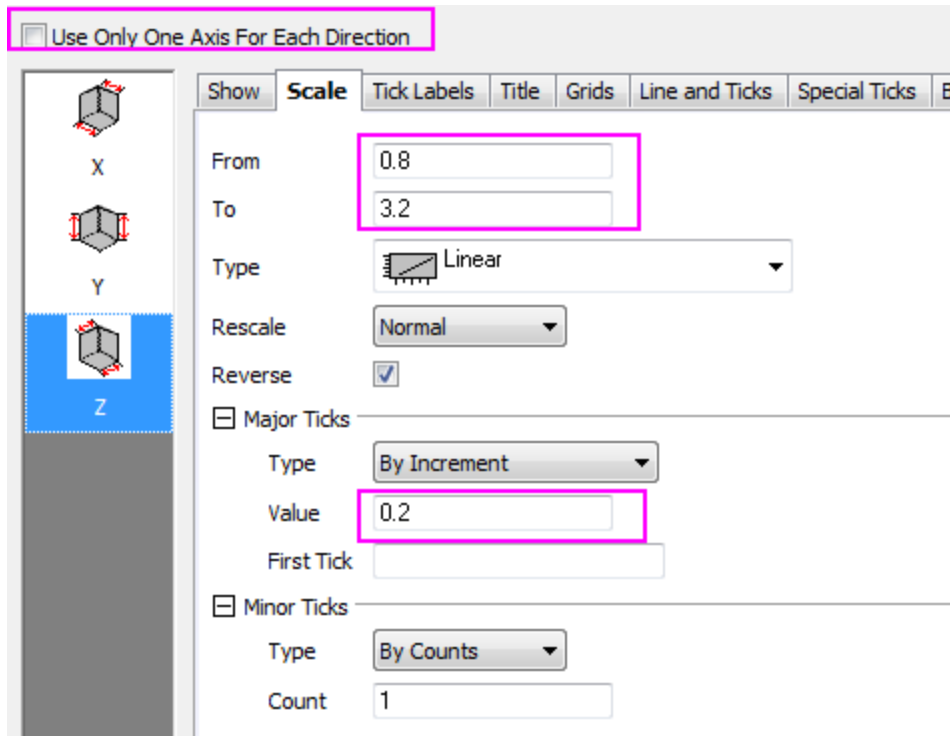 Use Only One Axis For Each Direction
Show Scale Tick Labels Title Grids Line and Ticks Special Ticks
X
From 0.8
To 3.2
Type Linear
Y
Rescale Normal
Reverse
Z
Major Ticks
Type By Increment
Value 0.2
First Tick
Minor Ticks
Type By Counts
Count 1